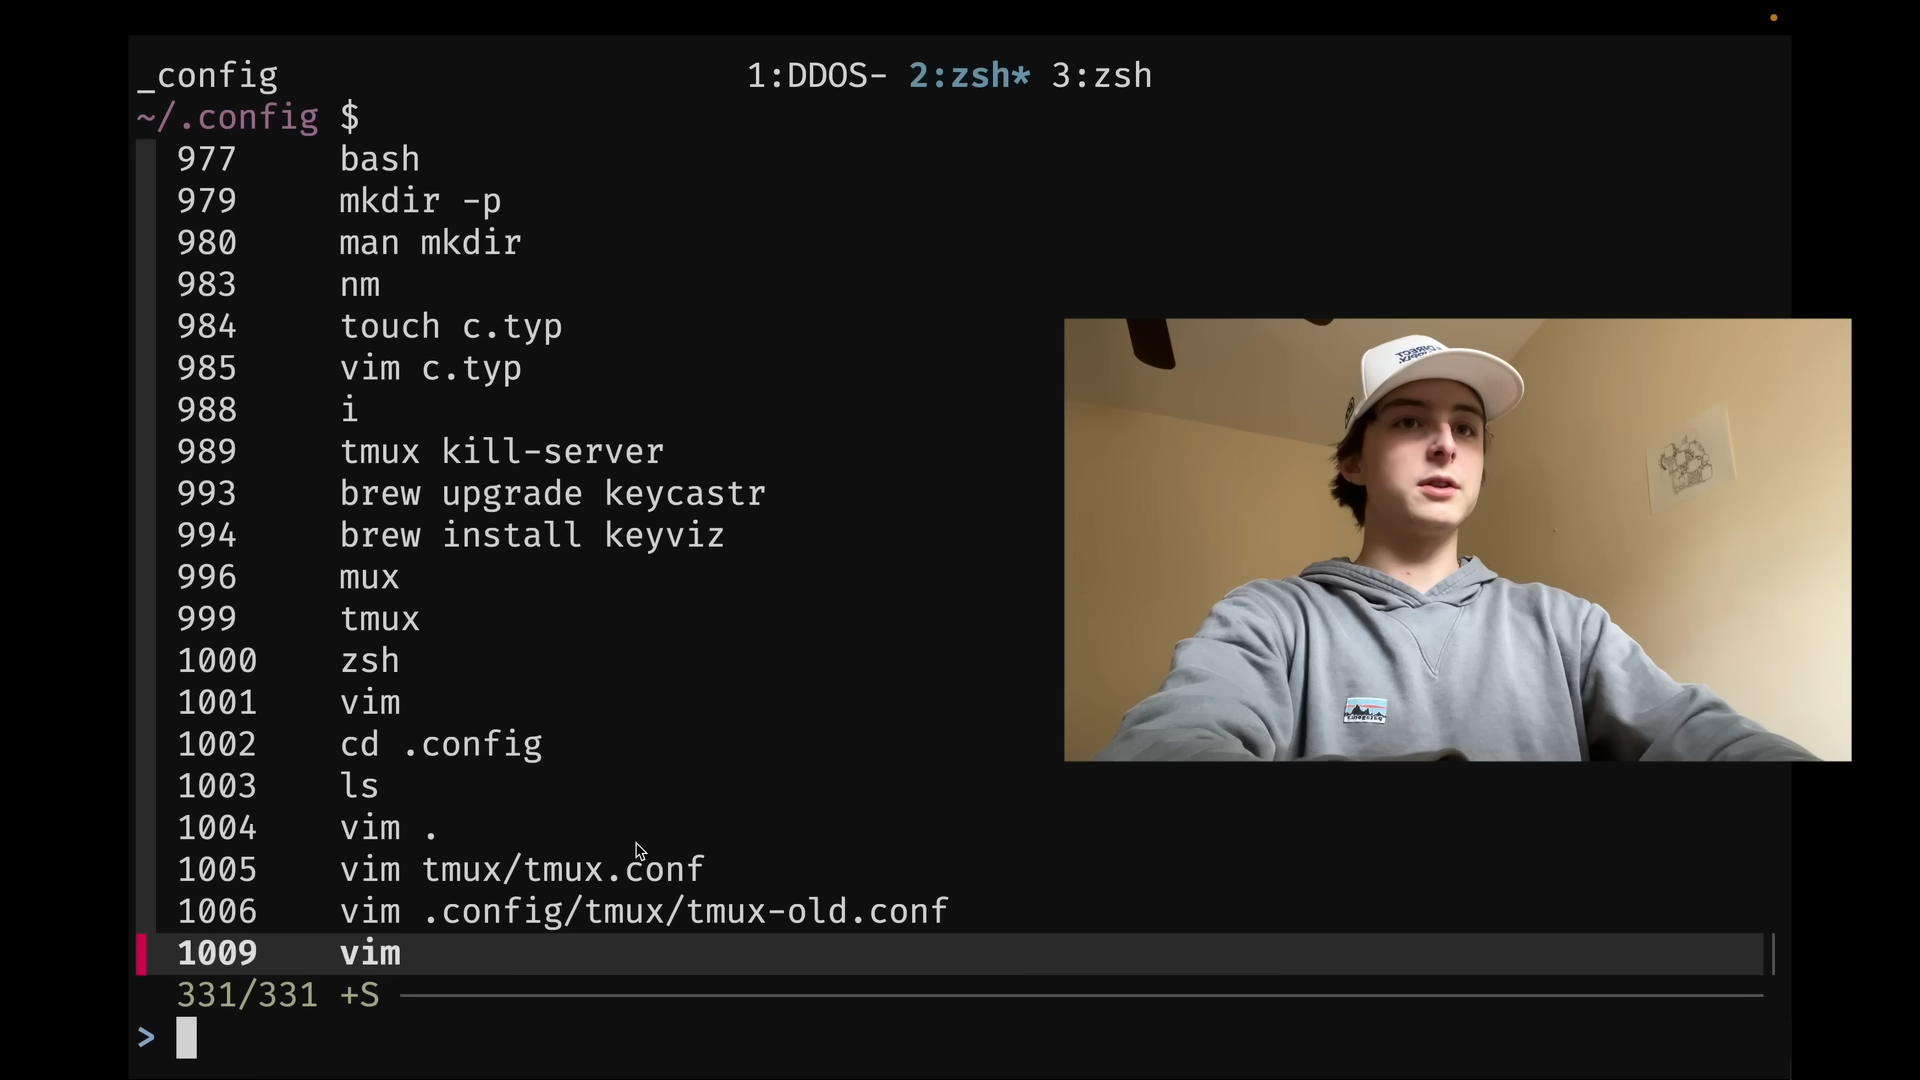 _config 1:DDOS- 2:zsh* 3:zsh
~/.config $
977 bash
979 mkdir -p
980 man mkdir
983 nm
984 touch c.typ
985 vim c.typ
988 i
989 tmux kill-server
993 brew upgrade keycastr
994 brew install keyviz
996 mux
999 tmux
1000 zsh
1001 vim
1002 cd .config
1003 ls
1004 vim .
1005 vim tmux/tmux.conf
1006 vim .config/tmux/tmux-old.conf
1009 vim
331/331 +S
>
DIRECT
patagonia